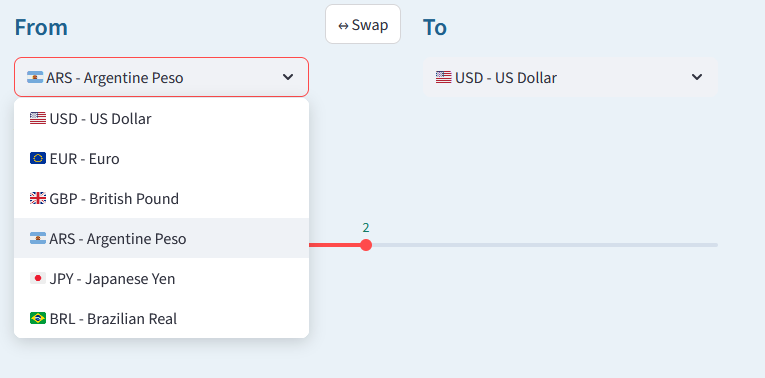 From
↔ Swap
To
ARS - Argentine Peso
USD - US Dollar
USD - US Dollar
EUR - Euro
GBP - British Pound
ARS - Argentine Peso
2
JPY - Japanese Yen
BRL - Brazilian Real